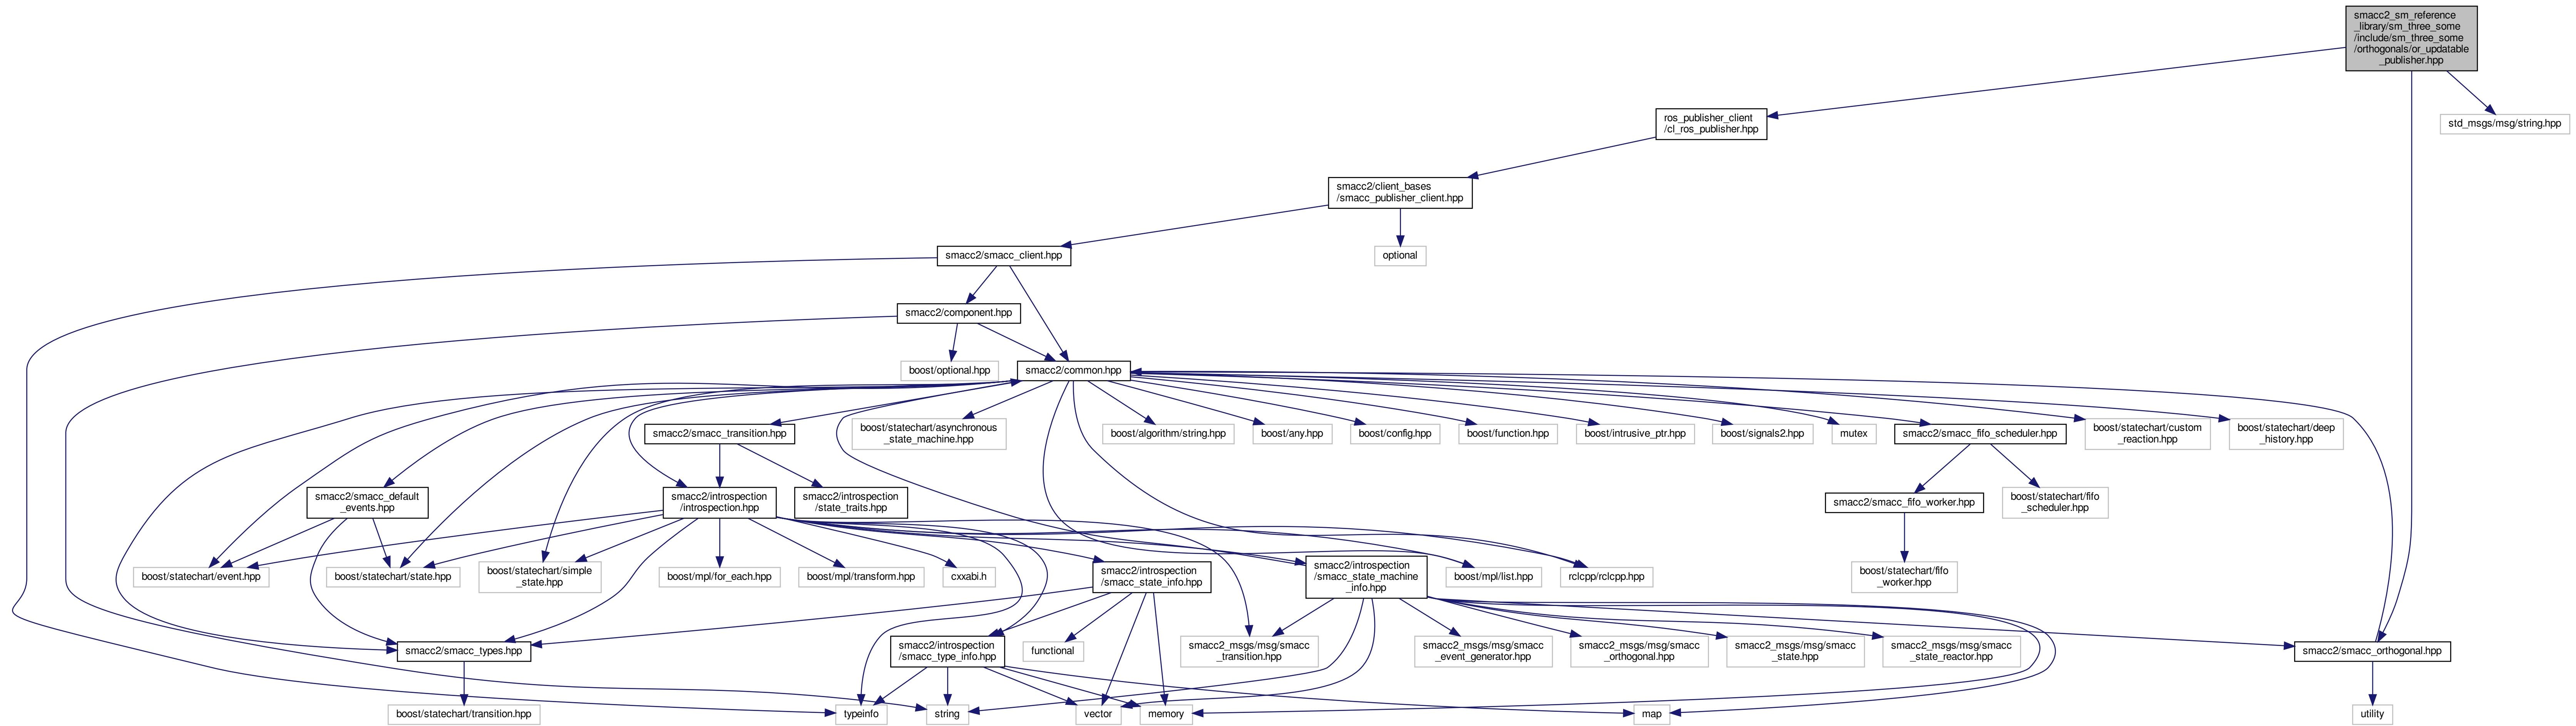 smacc2_sm_reference
_library/sm_three_some
/include/sm_three_some
/orthogonals/or_updatable
_publisher.hpp
ros_publisher_client
/cl_ros_publisher.hpp
std_msgs/msg/string.hpp
smacc2/client_bases
/smacc_publisher_client.hpp
smacc2/smacc_client.hpp
optional
smacc2/component.hpp
boost/optional.hpp
smacc2/common.hpp
smacc2/smacc_transition.hpp
boost/statechart/asynchronous
_state_machine.hpp
boost/algorithm/string.hpp
boost/any.hpp
boost/config.hpp
boost/function.hpp
boost/intrusive_ptr.hpp
boost/signals2.hpp
mutex
smacc2/smacc_fifo_scheduler.hpp
boost/statechart/custom
_reaction.hpp
boost/statechart/deep
_history.hpp
smacc2/smacc_default
_events.hpp
smacc2/introspection
/introspection.hpp
smacc2/introspection
/state_traits.hpp
smacc2/smacc_fifo_worker.hpp
boost/statechart/fifo
_scheduler.hpp
boost/statechart/event.hpp
boost/statechart/state.hpp
boost/statechart/simple
_state.hpp
boost/mpl/for_each.hpp
boost/mpl/transform.hpp
cxxabi.h
smacc2/introspection
/smacc_state_info.hpp
smacc2/introspection
/smacc_state_machine
_info.hpp
boost/mpl/list.hpp
rclcpp/rclcpp.hpp
boost/statechart/fifo
_worker.hpp
smacc2/smacc_types.hpp
smacc2/introspection
/smacc_type_info.hpp
functional
smacc2_msgs/msg/smacc
_transition.hpp
smacc2_msgs/msg/smacc
_event_generator.hpp
smacc2_msgs/msg/smacc
_orthogonal.hpp
smacc2_msgs/msg/smacc
_state.hpp
smacc2_msgs/msg/smacc
_state_reactor.hpp
smacc2/smacc_orthogonal.hpp
boost/statechart/transition.hpp
typeinfo
string
vector
memory
map
utility